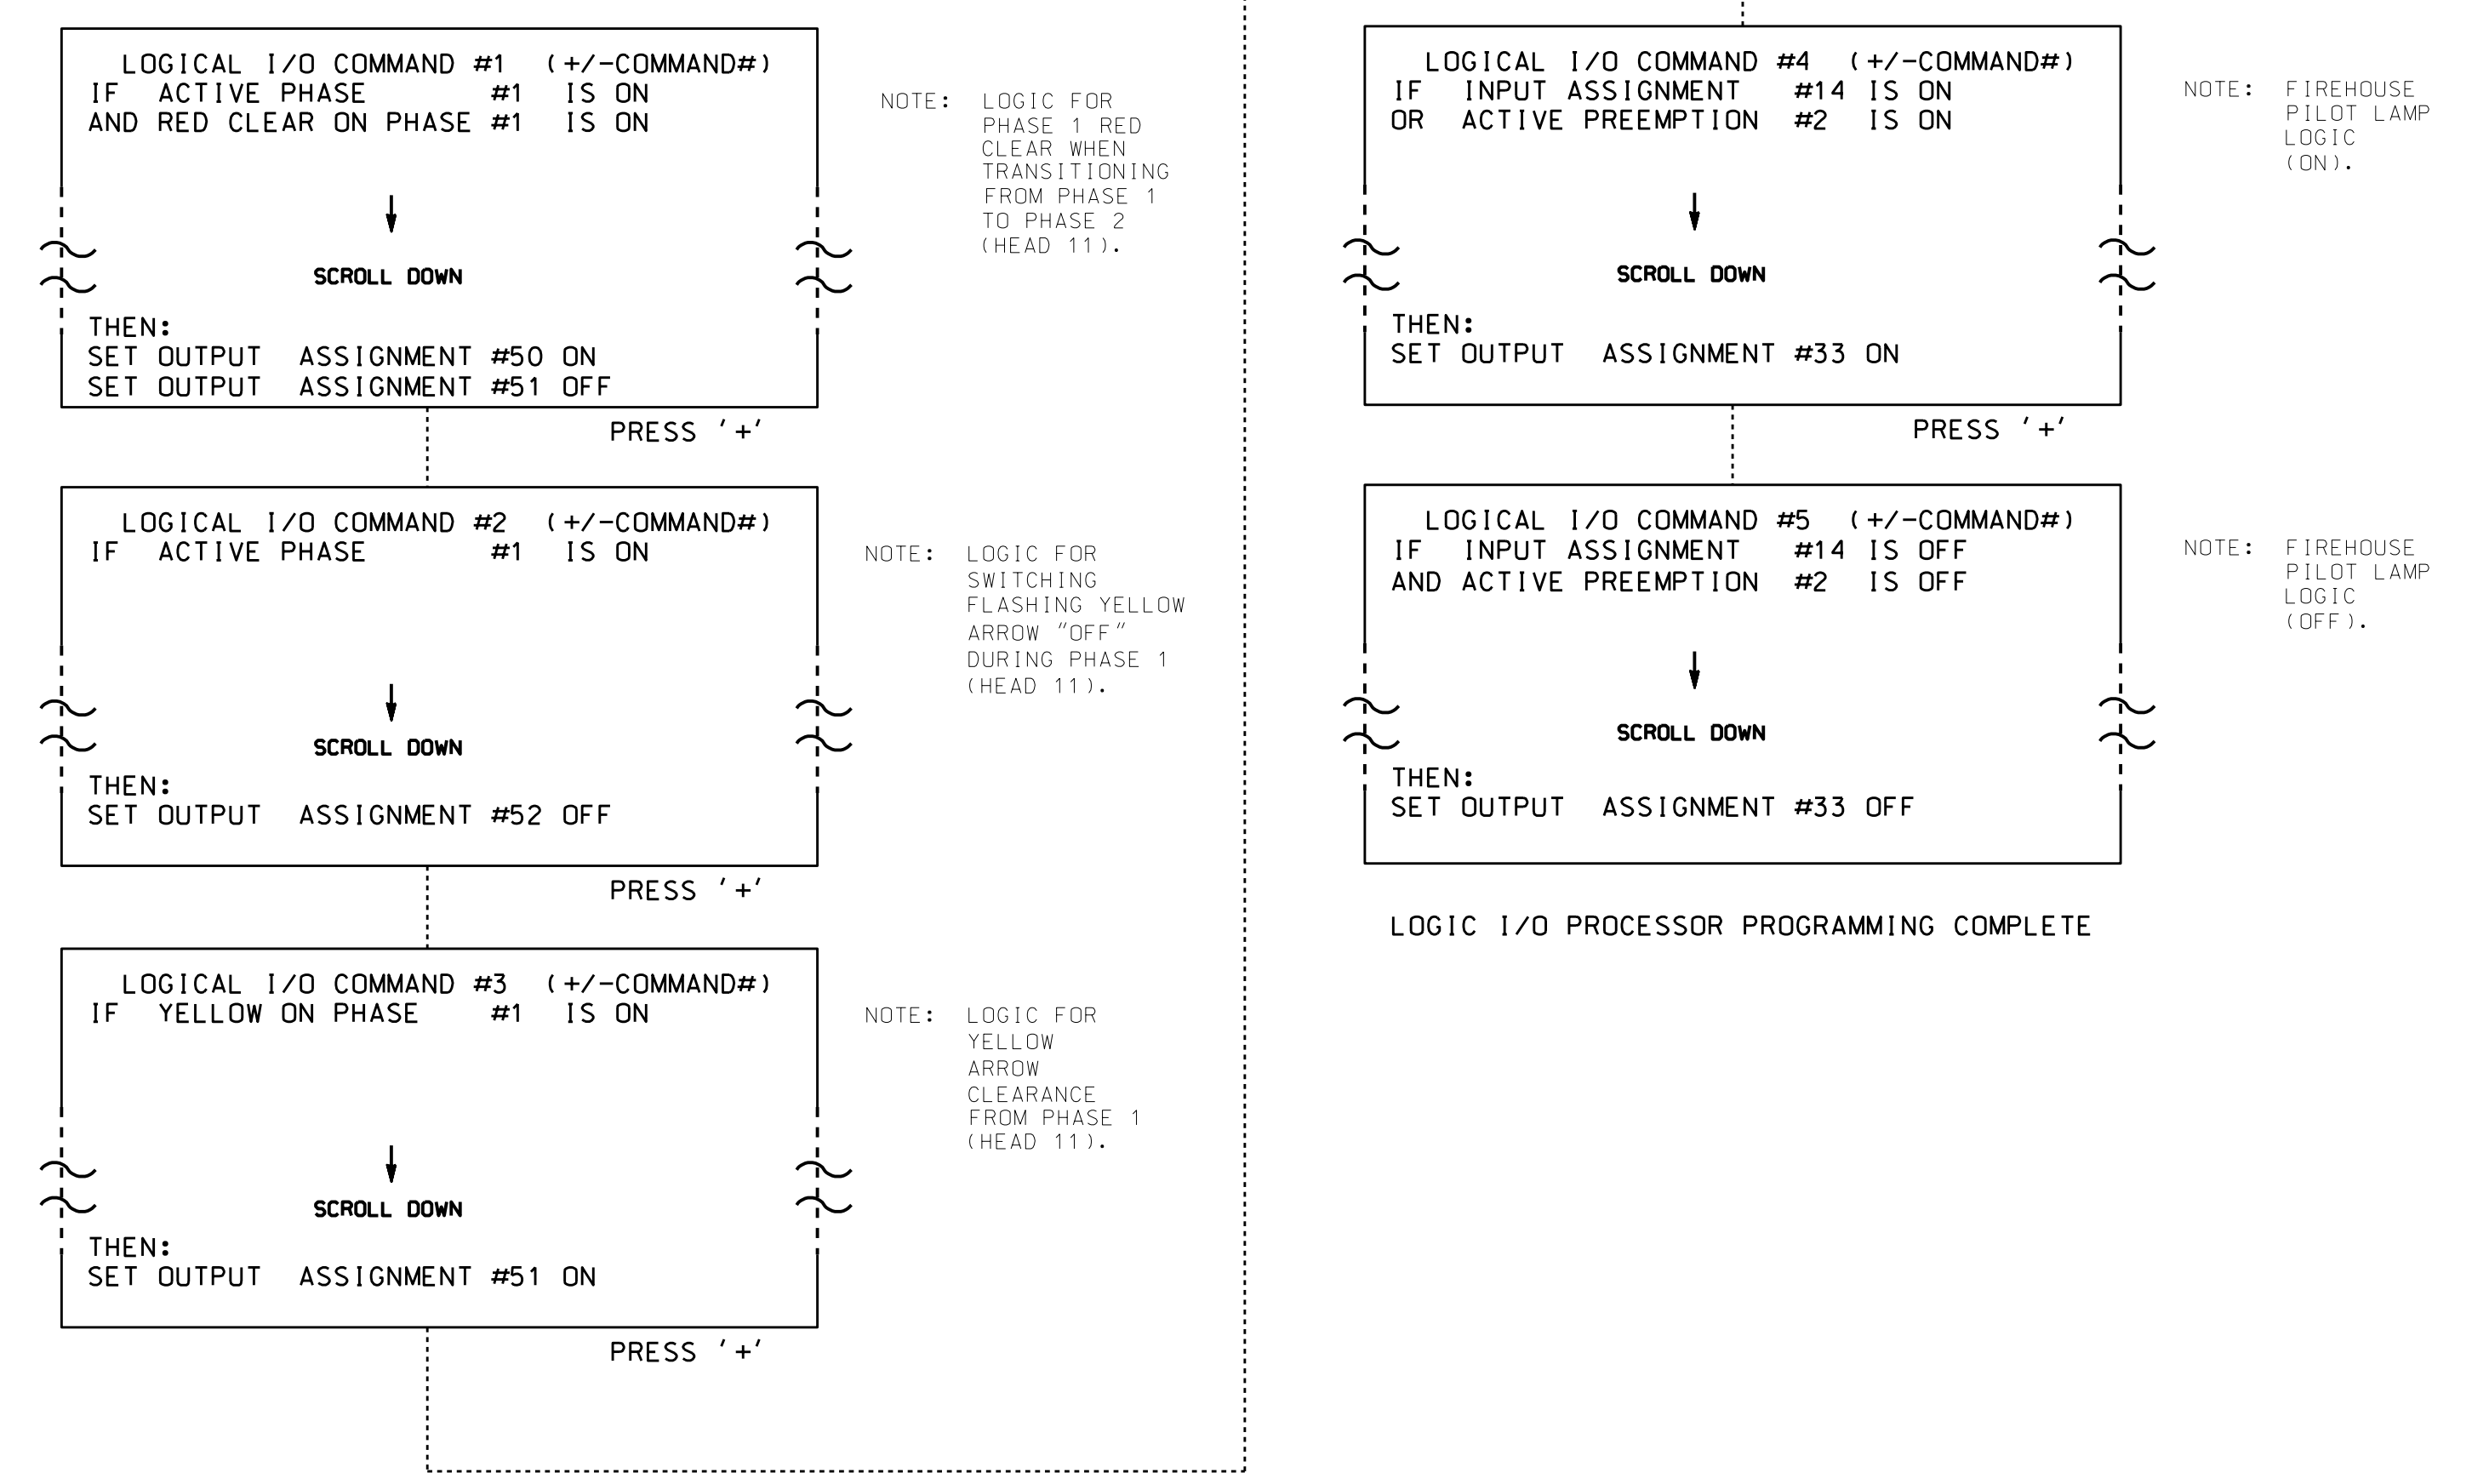 LOGICAL I/O COMMAND #1 (+/-COMMAND#)
IF ACTIVE PHASE #1 IS ON
AND RED CLEAR ON PHASE #1 IS ON
SCROLL DOWN
THEN:
SET OUTPUT ASSIGNMENT #50 ON
SET OUTPUT ASSIGNMENT #51 OFF
PRESS '+'
NOTE: LOGIC FOR
PHASE 1 RED
CLEAR WHEN
TRANSITIONING
FROM PHASE 1
TO PHASE 2
(HEAD 11).
LOGICAL I/O COMMAND #2 (+/-COMMAND#)
IF ACTIVE PHASE #1 IS ON
SCROLL DOWN
THEN:
SET OUTPUT ASSIGNMENT #52 OFF
PRESS '+'
NOTE: LOGIC FOR
SWITCHING
FLASHING YELLOW
ARROW "OFF"
DURING PHASE 1
(HEAD 11).
LOGICAL I/O COMMAND #3 (+/-COMMAND#)
IF YELLOW ON PHASE #1 IS ON
SCROLL DOWN
THEN:
SET OUTPUT ASSIGNMENT #51 ON
PRESS '+'
NOTE: LOGIC FOR
YELLOW
ARROW
CLEARANCE
FROM PHASE 1
(HEAD 11).
LOGICAL I/O COMMAND #4 (+/-COMMAND#)
IF INPUT ASSIGNMENT #14 IS ON
OR ACTIVE PREEMPTION #2 IS ON
SCROLL DOWN
THEN:
SET OUTPUT ASSIGNMENT #33 ON
PRESS '+'
NOTE: FIREHOUSE
PILOT LAMP
LOGIC
(ON).
LOGICAL I/O COMMAND #5 (+/-COMMAND#)
IF INPUT ASSIGNMENT #14 IS OFF
AND ACTIVE PREEMPTION #2 IS OFF
SCROLL DOWN
THEN:
SET OUTPUT ASSIGNMENT #33 OFF
NOTE: FIREHOUSE
PILOT LAMP
LOGIC
(OFF).
LOGIC I/O PROCESSOR PROGRAMMING COMPLETE